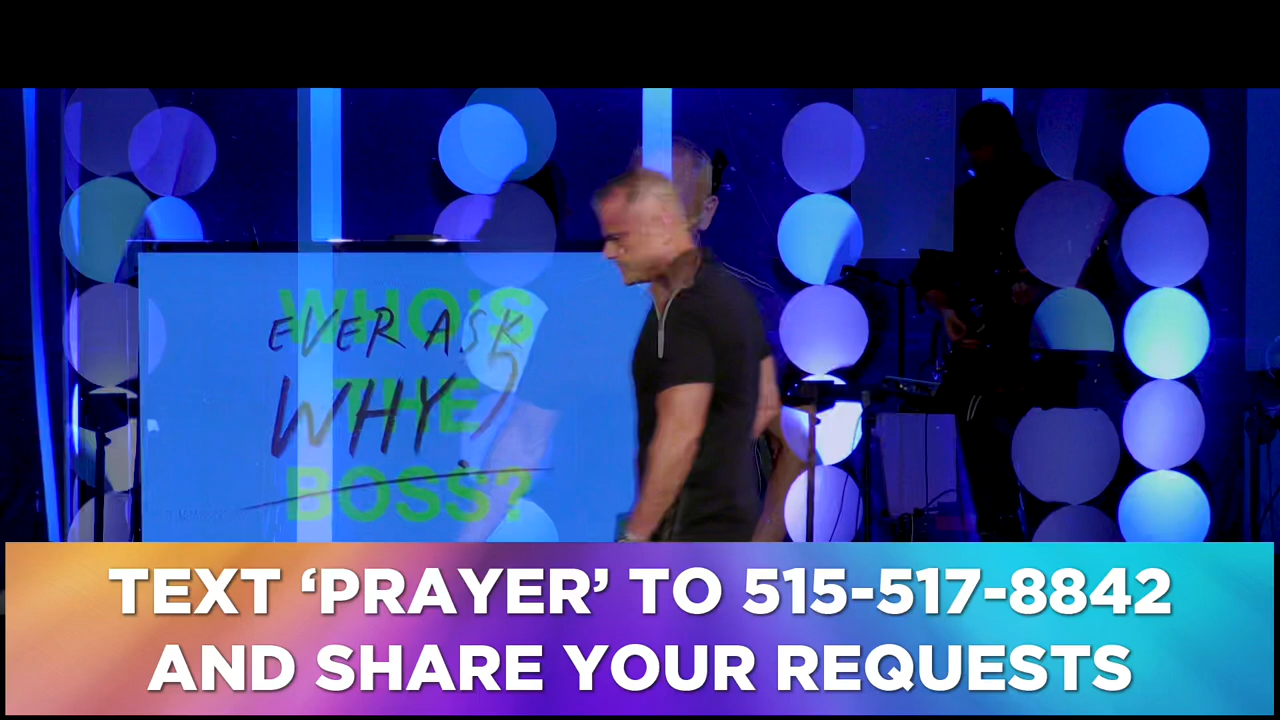 WHO'S
EVER ASK
THE
WHY?
BOSS?
TEXT ‘PRAYER’ TO 515-517-8842
AND SHARE YOUR REQUESTS